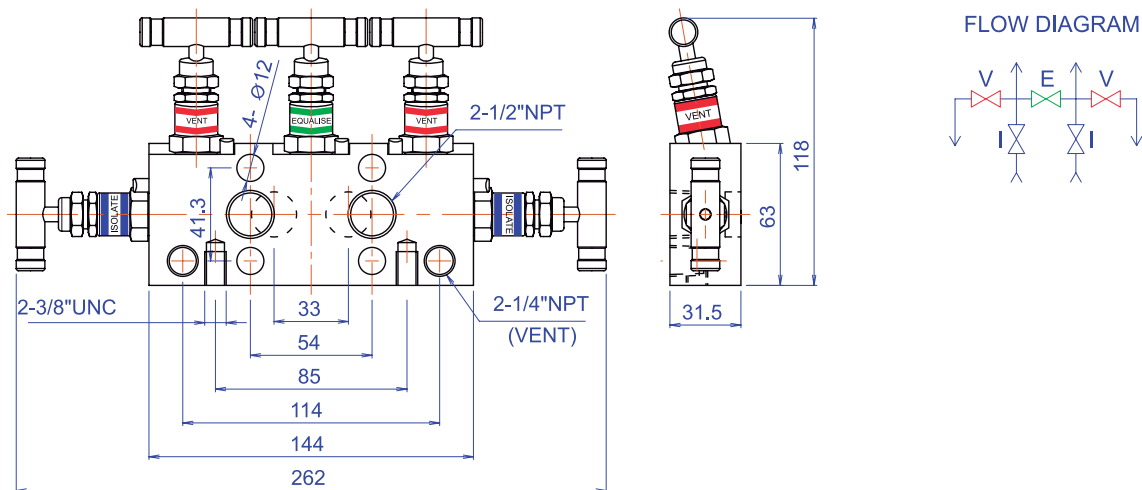 FLOW DIAGRAM
4- Ø12
2-1/2"NPT
VENT
EQUALISE
VENT
VENT
V
E
V
I
I
118
ISOLATE
41.3
ISOLATE
63
2-3/8"UNC
33
2-1/4"NPT
(VENT)
31.5
54
85
114
144
262